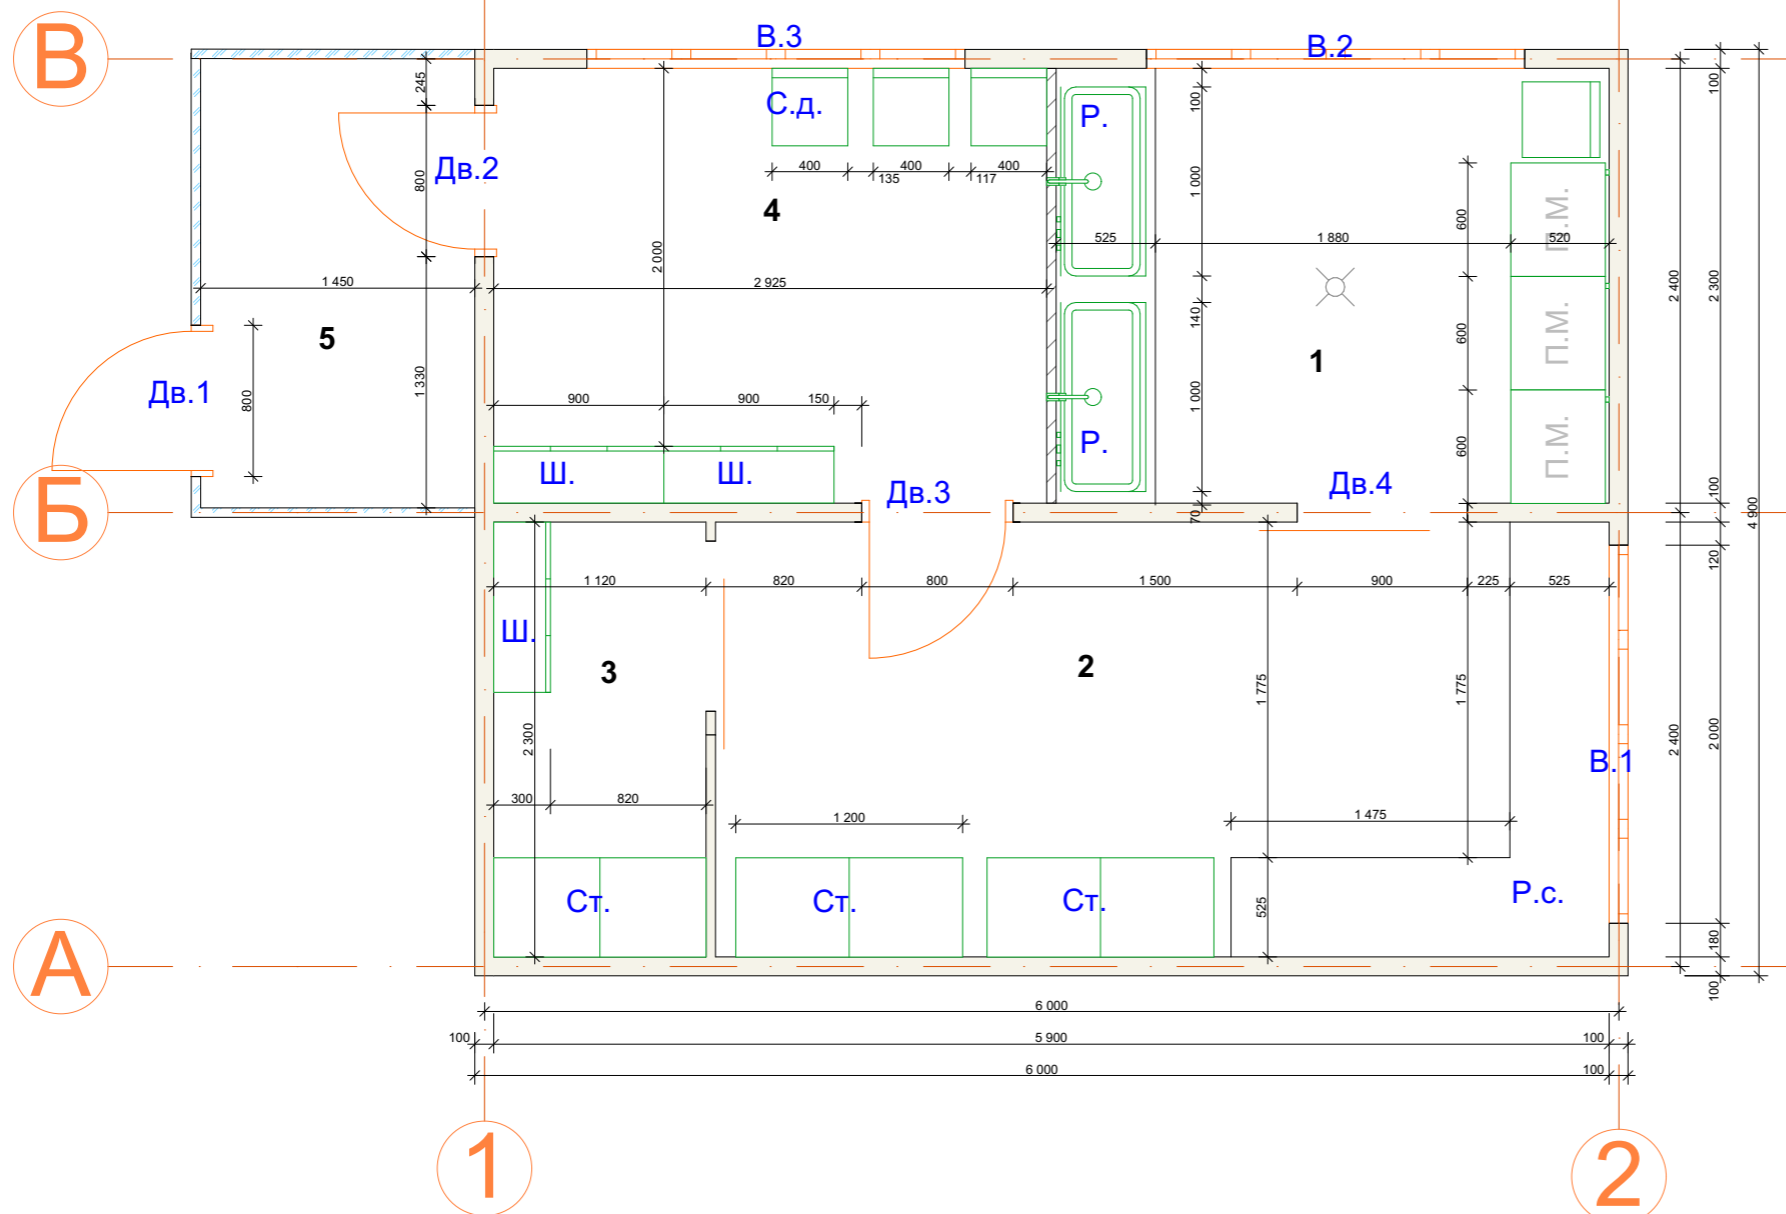 В
В.3
В.2
245
100
100
С.д.
Р.
Дв.2
800
400
400
400
135
117
1 000
600
П.М.
4
525
1 880
520
2 000
1 450
2 925
2 400
2 300
5
140
600
П.М.
1
Дв.1
800
1 330
900
900
150
1 000
600
П.М.
Р.
Ш.
Ш.
Дв.3
Дв.4
Б
70
100
4 900
120
1 120
820
800
1 500
900
225
525
Ш.
3
2
1 775
1 775
2 300
2 400
2 000
В.1
300
820
1 200
1 475
Ст.
Ст.
Ст.
525
Р.с.
А
180
100
6 000
100
5 900
100
6 000
100
1
2